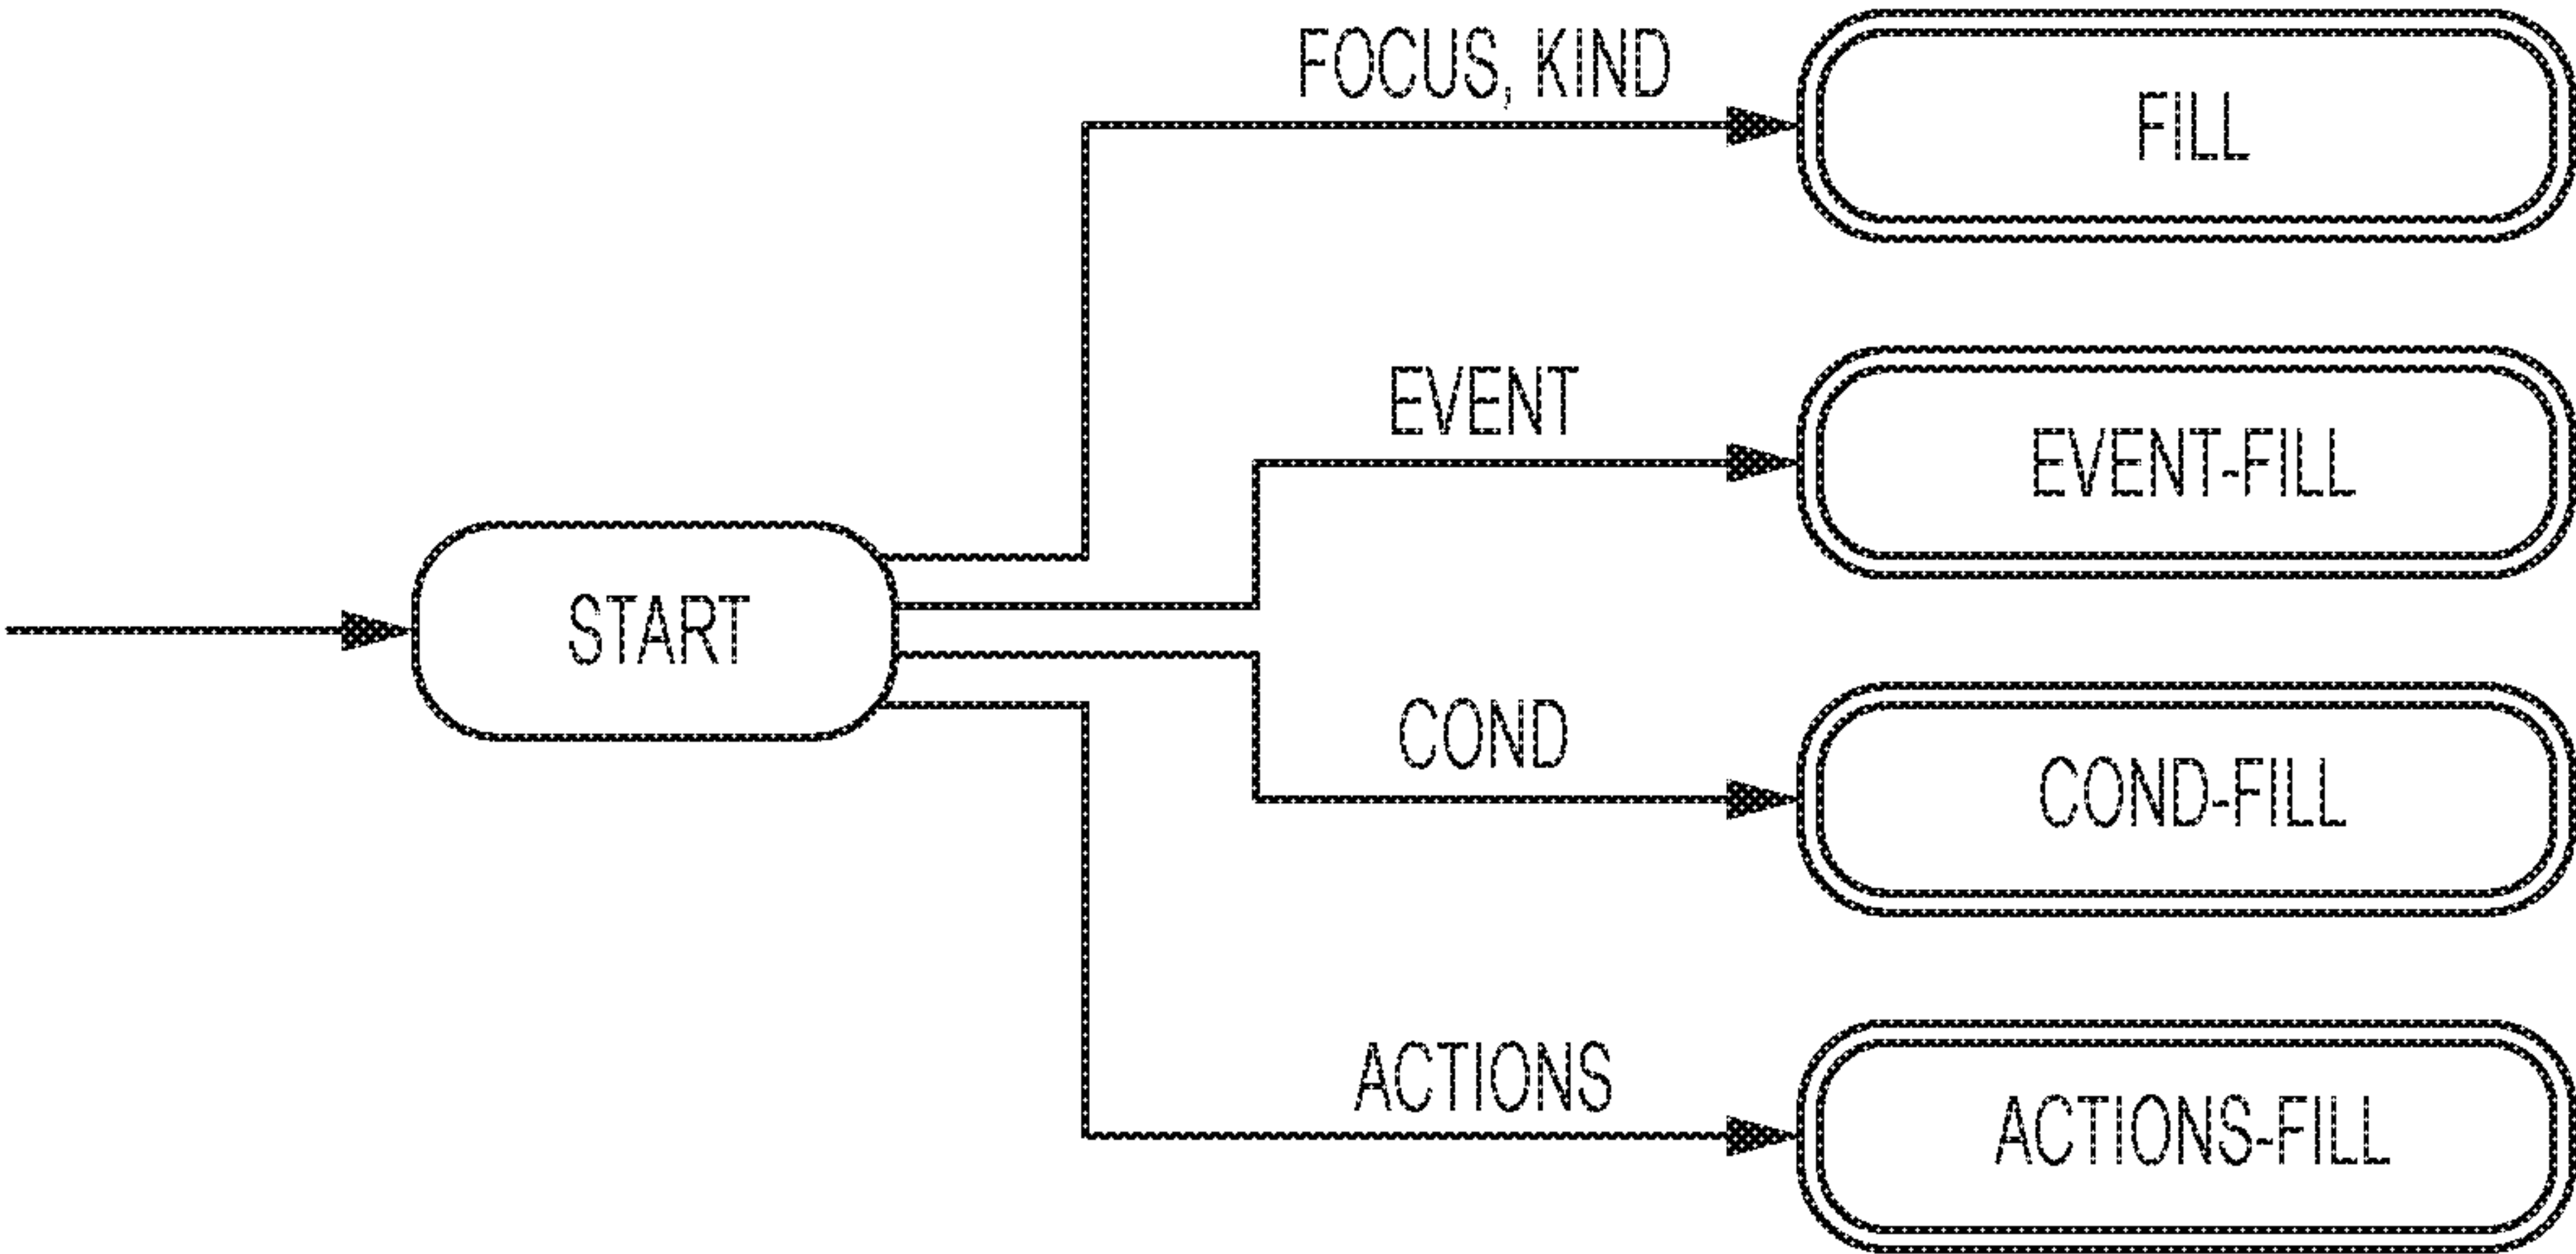 FOCUS, KIND
FILL
EVENT
EVENT-FILL
START
COND
COND-FILL
ACTIONS
ACTIONS-FILL